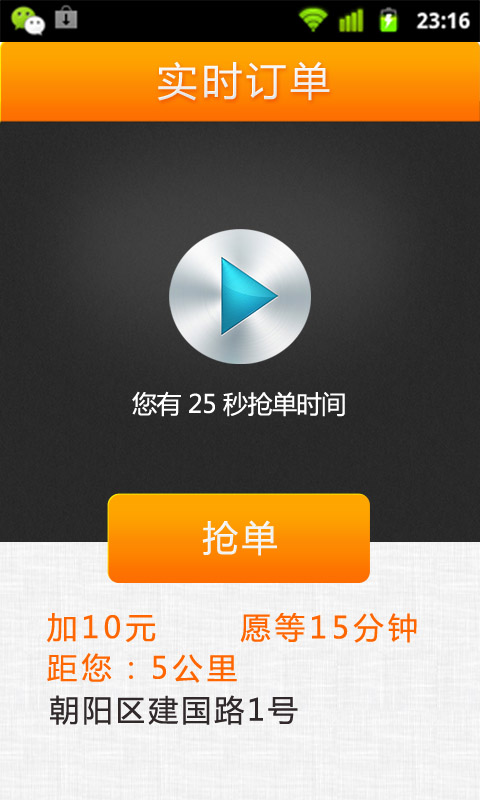 23:16
实时订单
您有 25 秒抢单时间
抢单
加10元 愿等15分钟
距您：5公里
朝阳区建国路1号